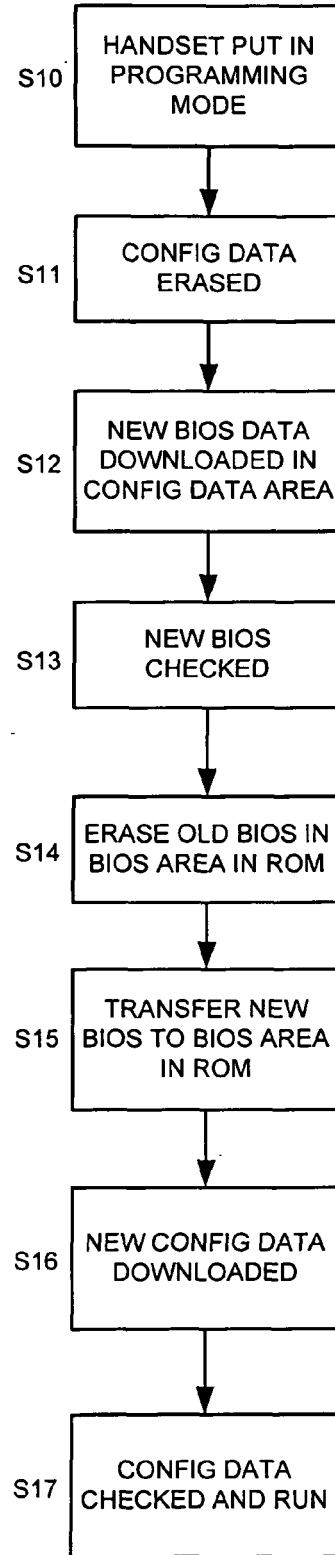 S10
HANDSET PUT IN
PROGRAMMING
MODE
S11
CONFIG DATA
ERASED
S12
NEW BIOS DATA
DOWNLOADED IN
CONFIG DATA AREA
S13
NEW BIOS
CHECKED
S14
ERASE OLD BIOS IN
BIOS AREA IN ROM
S15
TRANSFER NEW
BIOS TO BIOS AREA
IN ROM
S16
NEW CONFIG DATA
DOWNLOADED
S17
CONFIG DATA
CHECKED AND RUN